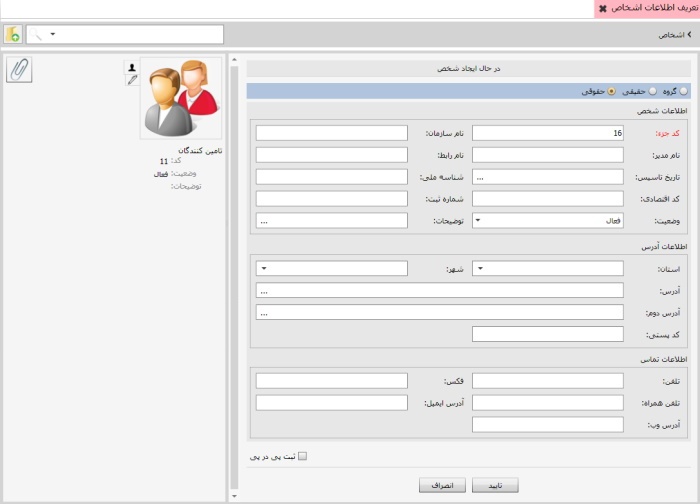 تعریف اطلاعات اشخاص ✖
اشخاص
در حال ایجاد شخص
گروه حقیقی حقوقی
اطلاعات شخص
کد جزء: 16 نام سازمان:
نام مدیر: نام رابط:
تاریخ تاسیس: ... شناسه ملی:
کد اقتصادی: شماره ثبت:
وضعیت: فعال توضیحات: ...
اطلاعات آدرس
استان: شهر:
آدرس: ...
آدرس دوم: ...
کد پستی:
اطلاعات تماس
تلفن: فکس:
تلفن همراه: آدرس ایمیل:
آدرس وب:
ثبت پی در پی
تایید انصراف
تامین کنندگان
کد: 11
وضعیت: فعال
توضیحات: